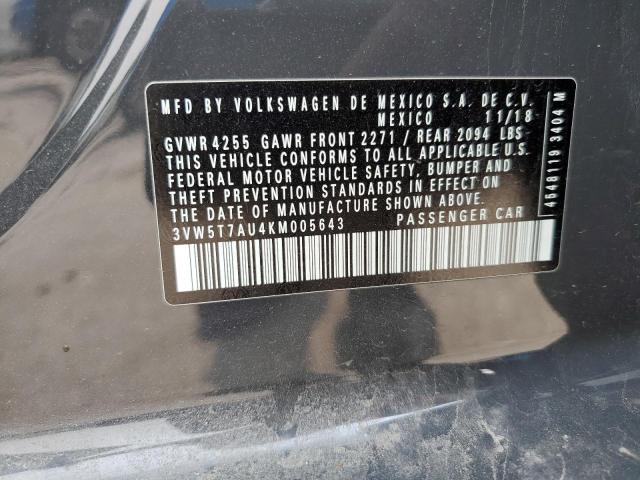 MFD BY VOLKSWAGEN DE MEXICO S.A. DE C.V.
MEXICO 11/18
GVWR 4255 GAWR FRONT 2271 / REAR 2094 LBS
THIS VEHICLE CONFORMS TO ALL APPLICABLE U.S.
FEDERAL MOTOR VEHICLE SAFETY, BUMPER AND
THEFT PREVENTION STANDARDS IN EFFECT ON
THE DATE OF MANUFACTURE SHOWN ABOVE.
3VW5T7AU4KM005643 PASSENGER CAR
4548119 3404 M